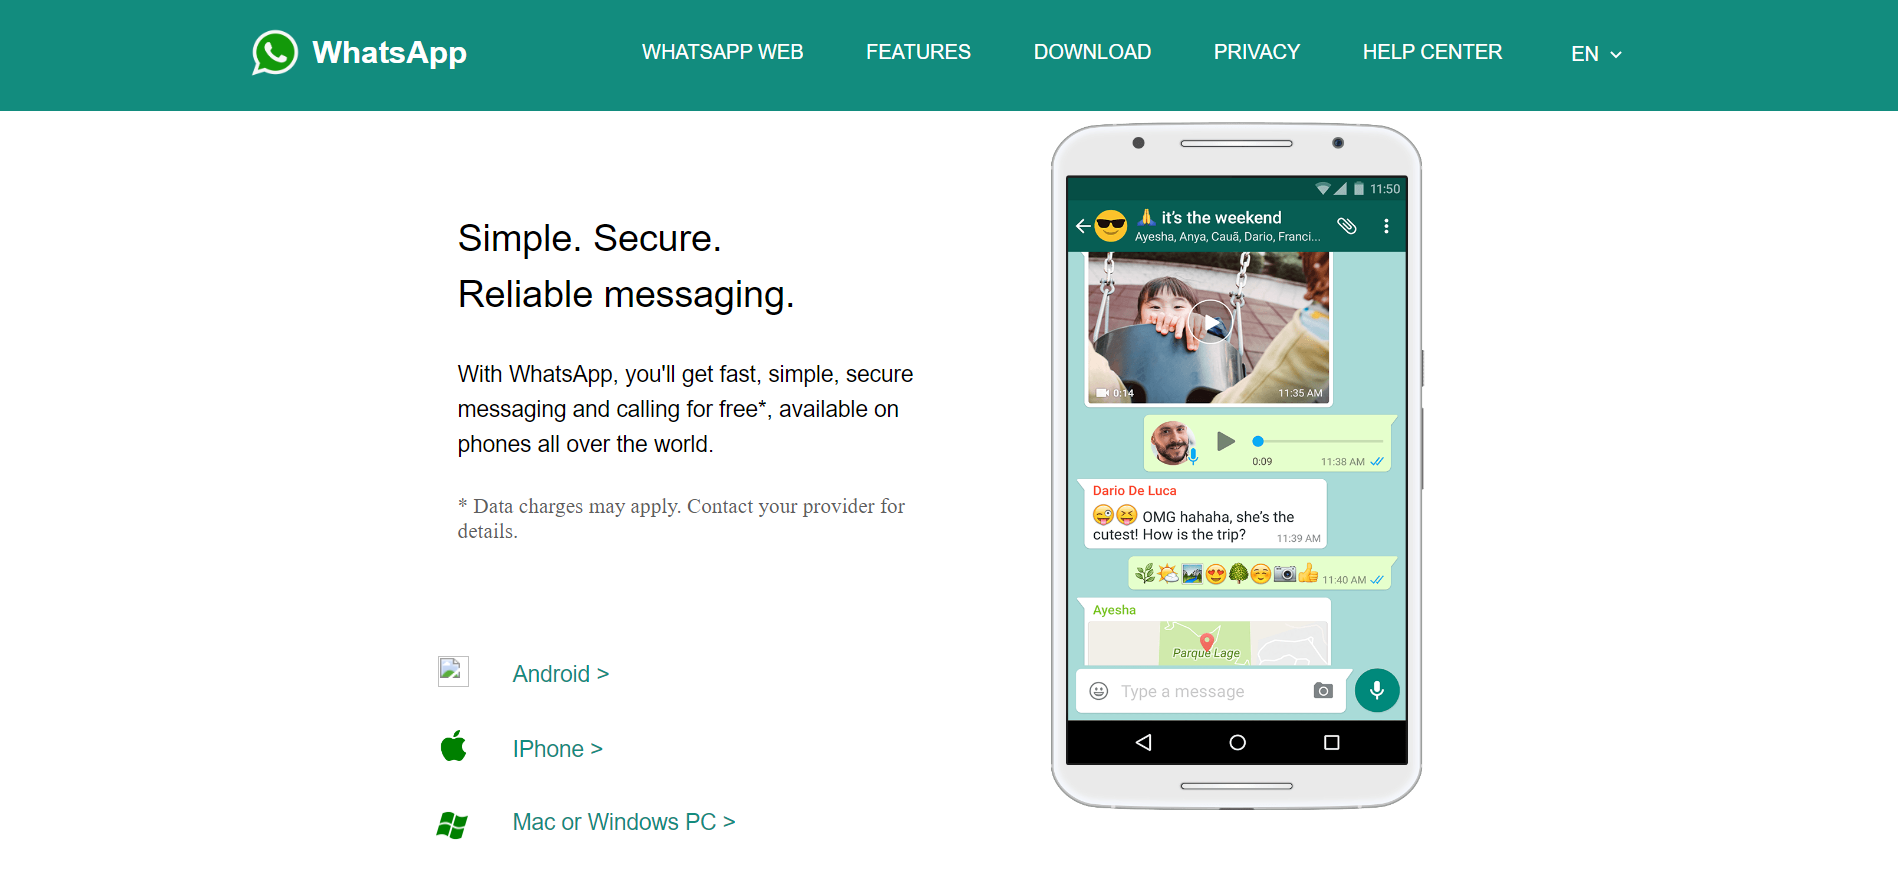 WhatsApp
WHATSAPP WEB
FEATURES
DOWNLOAD
PRIVACY
HELP CENTER
EN
Simple. Secure.
Reliable messaging.
With WhatsApp, you'll get fast, simple, secure
messaging and calling for free*, available on
phones all over the world.
* Data charges may apply. Contact your provider for
details.
Android >
IPhone >
Mac or Windows PC >
11:50
🙏 it's the weekend
Ayesha, Anya, Cauã, Dario, Franci...
0:14
11:35 AM
0:09
11:38 AM
Dario De Luca
😜😝 OMG hahaha, she's the
cutest! How is the trip?
11:39 AM
🌿🌤️🏞️😍🌳☺️📷👍 11:40 AM
Ayesha
Parque Lage
Type a message